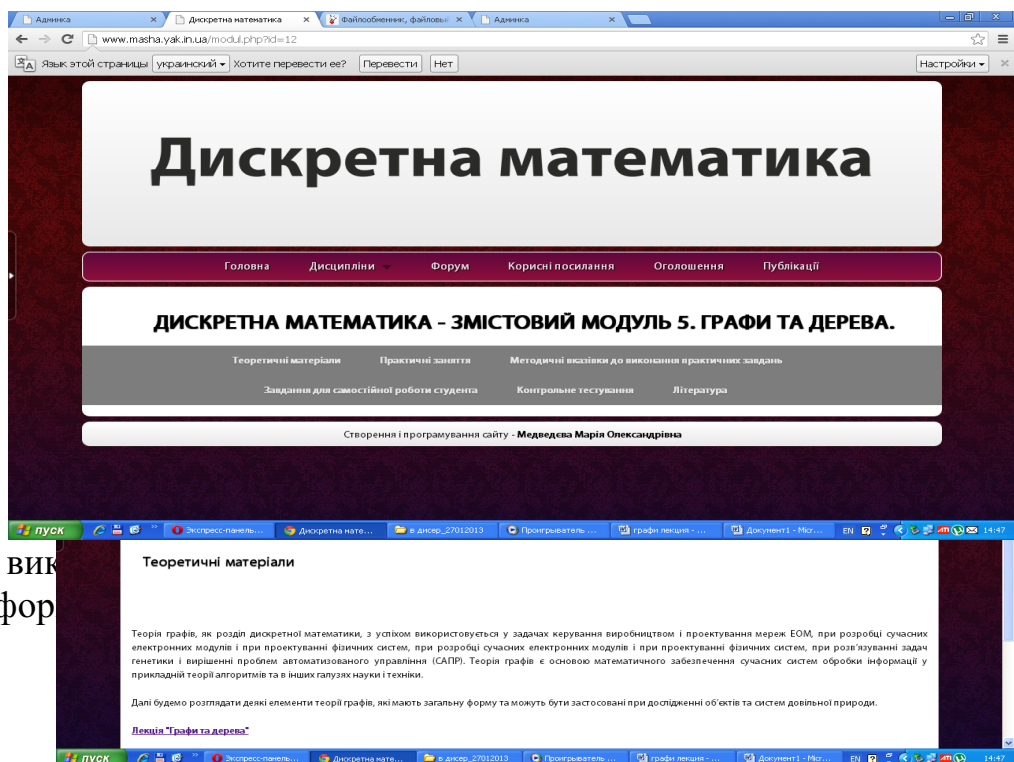 Админка
Дискретна математика
Файлообменник, файловый
Админка
www.masha.yak.in.ua/modul.php?id=12
Язык этой страницы украинский Хотите перевести ее? Перевести Нет Настройки
Дискретна математика
Головна Дисципліни Форум Корисні посилання Оголошення Публікації
ДИСКРЕТНА МАТЕМАТИКА - ЗМІСТОВИЙ МОДУЛЬ 5. ГРАФИ ТА ДЕРЕВА.
Теоретичні матеріали Практичні заняття Методичні вказівки до виконання практичних завдань
Завдання для самостійної роботи студента Контрольне тестування Література
Створення і програмування сайту - Медведєва Марія Олександрівна
пуск Экспресс-панель... Дискретна мате... в дисер_27012013 Проигрыватель ... графи лекция - ... Документ1 - Micr... EN 14:47
вик
фор
Теоретичні матеріали
Теорія графів, як розділ дискретної математики, з успіхом використовується у задачах керування виробництвом і проектування мереж ЕОМ, при розробці сучасних
електронних модулів і при проектуванні фізичних систем, при розробці сучасних електронних модулів і при проектуванні фізичних систем, при розв'язуванні задач
генетики і вирішенні проблем автоматизованого управління (САПР). Теорія графів є основою математичного забезпечення сучасних систем обробки інформації у
прикладній теорії алгоритмів та в інших галузях науки і техніки.
Далі будемо розглядати деякі елементи теорії графів, які мають загальну форму та можуть бути застосовані при дослідженні об'єктів та систем довільної природи.
Лекція "Графи та дерева"
пуск Экспресс-панель... Дискретна мате... в дисер_27012013 Проигрыватель ... графи лекция - ... Документ1 - Micr... EN 14:47